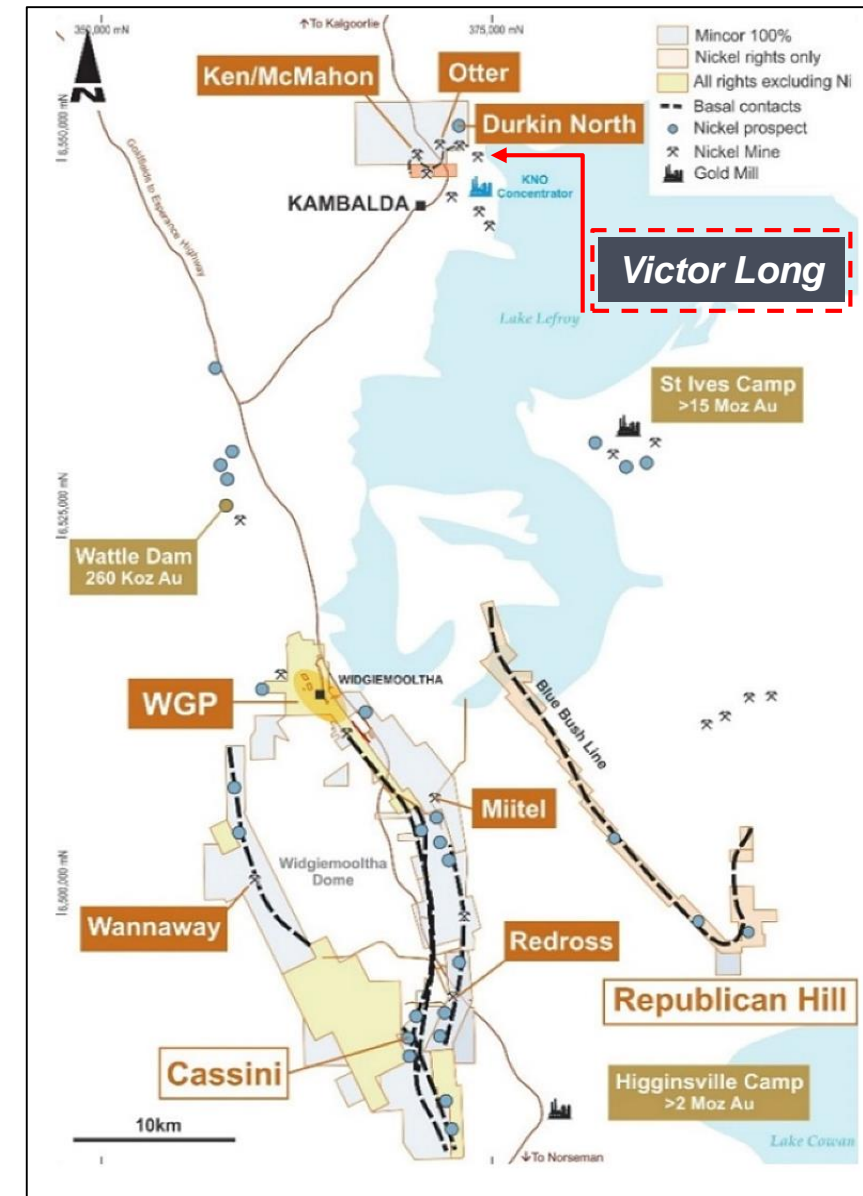 350,000 mN
To Kalgoorlie
375,000 mN
Mincor 100%
Nickel rights only
All rights excluding Ni
Basal contacts
Nickel prospect
Nickel Mine
Gold Mill
N
Ken/McMahon
Otter
Durkin North
6,550,000 mN
Goldfields to Esperance Highway
KNO
Concentrator
KAMBALDA
Victor Long
Lake Lefroy
St Ives Camp
>15 Moz Au
6,525,000 mN
Wattle Dam
260 Koz Au
WIDGIEMOOLTHA
WGP
Blue Bush Line
Miitel
Widgiemooltha
Dome
6,500,000 mN
Wannaway
Redross
Republican Hill
Cassini
Higginsville Camp
>2 Moz Au
10km
Lake Cowan
To Norseman